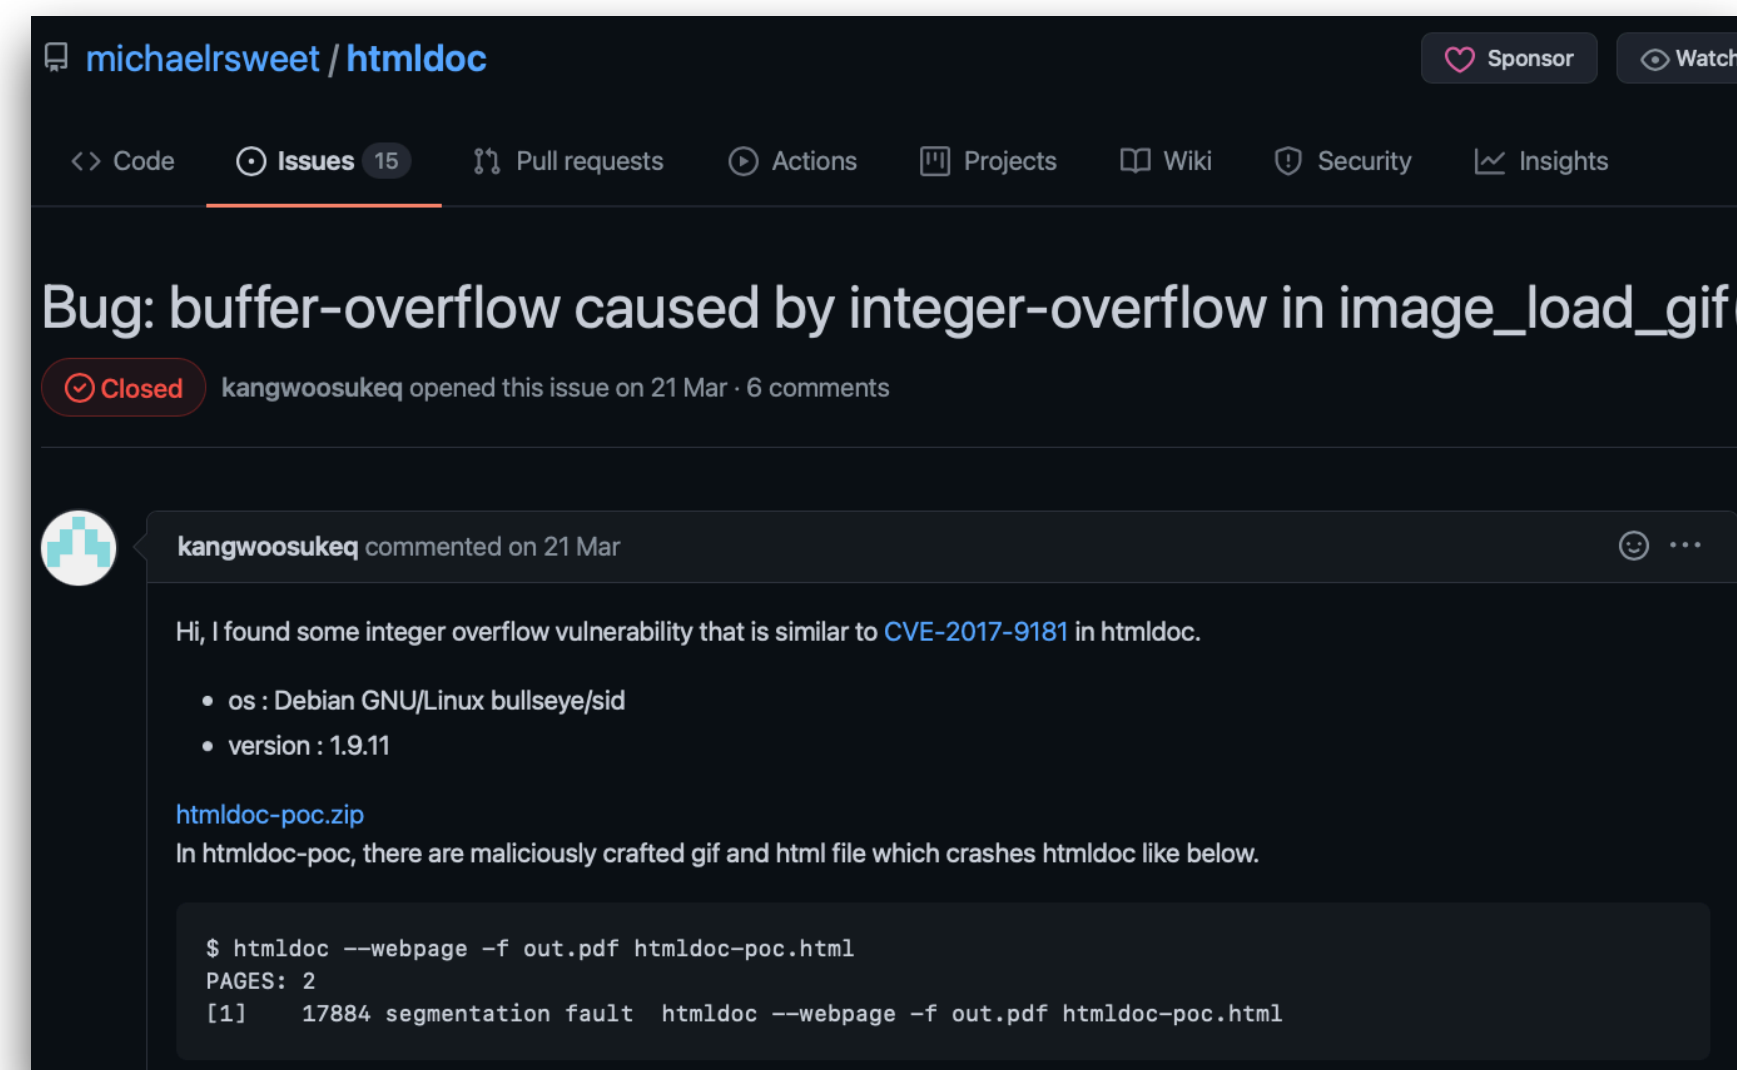 michaelrsweet / htmldoc
Sponsor
Watch
Code
Issues 15
Pull requests
Actions
Projects
Wiki
Security
Insights
Bug: buffer-overflow caused by integer-overflow in image_load_gif(
Closed
kangwoosukeq opened this issue on 21 Mar · 6 comments
kangwoosukeq commented on 21 Mar
Hi, I found some integer overflow vulnerability that is similar to CVE-2017-9181 in htmldoc.
• os : Debian GNU/Linux bullseye/sid
• version : 1.9.11
htmldoc-poc.zip
In htmldoc-poc, there are maliciously crafted gif and html file which crashes htmldoc like below.
$ htmldoc --webpage -f out.pdf htmldoc-poc.html
PAGES: 2
[1]    17884 segmentation fault  htmldoc --webpage -f out.pdf htmldoc-poc.html